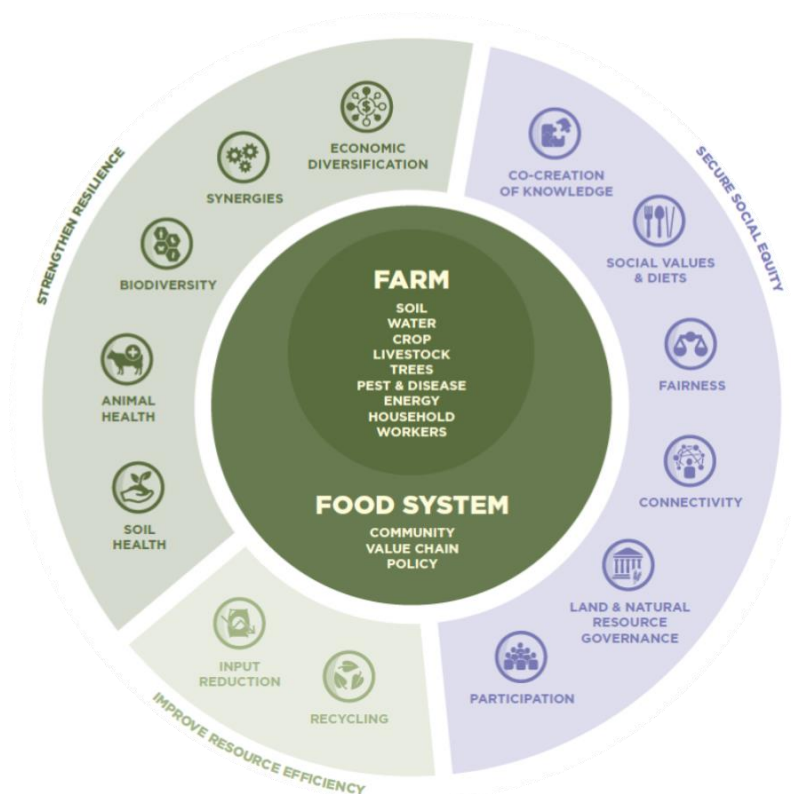 STRENGTHEN RESILIENCE
ECONOMIC
DIVERSIFICATION
SYNERGIES
BIODIVERSITY
ANIMAL
HEALTH
SOIL
HEALTH
IMPROVE RESOURCE EFFICIENCY
INPUT
REDUCTION
RECYCLING
SECURE SOCIAL EQUITY
CO-CREATION
OF KNOWLEDGE
SOCIAL VALUES
& DIETS
FAIRNESS
CONNECTIVITY
LAND & NATURAL
RESOURCE
GOVERNANCE
PARTICIPATION
FARM
SOIL
WATER
CROP
LIVESTOCK
TREES
PEST & DISEASE
ENERGY
HOUSEHOLD
WORKERS
FOOD SYSTEM
COMMUNITY
VALUE CHAIN
POLICY
$